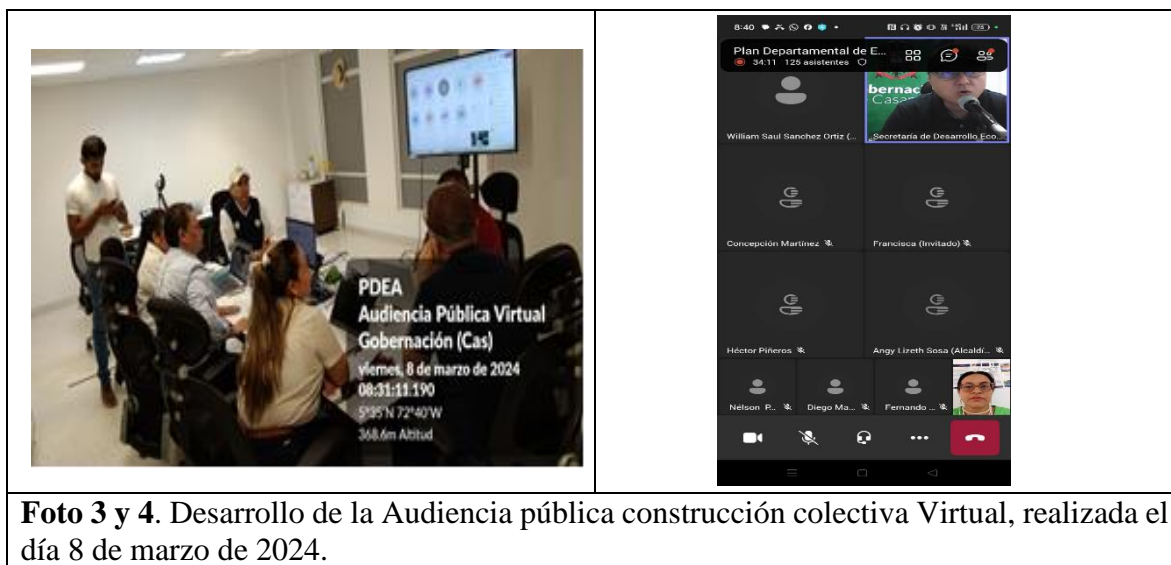 PDEA
Audiencia Pública Virtual
Gobernación (Cas)
viernes, 8 de marzo de 2024
08:31:11.190
5°35'N 72°40'W
368.6m Altitud
8:40
Plan Departamental de E...
34:11 125 asistentes
bernac
Casan
William Saul Sanchez Ortiz (...
Secretaría de Desarrollo Eco...
Concepción Martínez
Francisca (Invitado)
Héctor Piñeros
Angy Lizeth Sosa (Alcaldí...
Nélson P...
Diego Ma...
Fernando ...
Foto 3 y 4. Desarrollo de la Audiencia pública construcción colectiva Virtual, realizada el
día 8 de marzo de 2024.